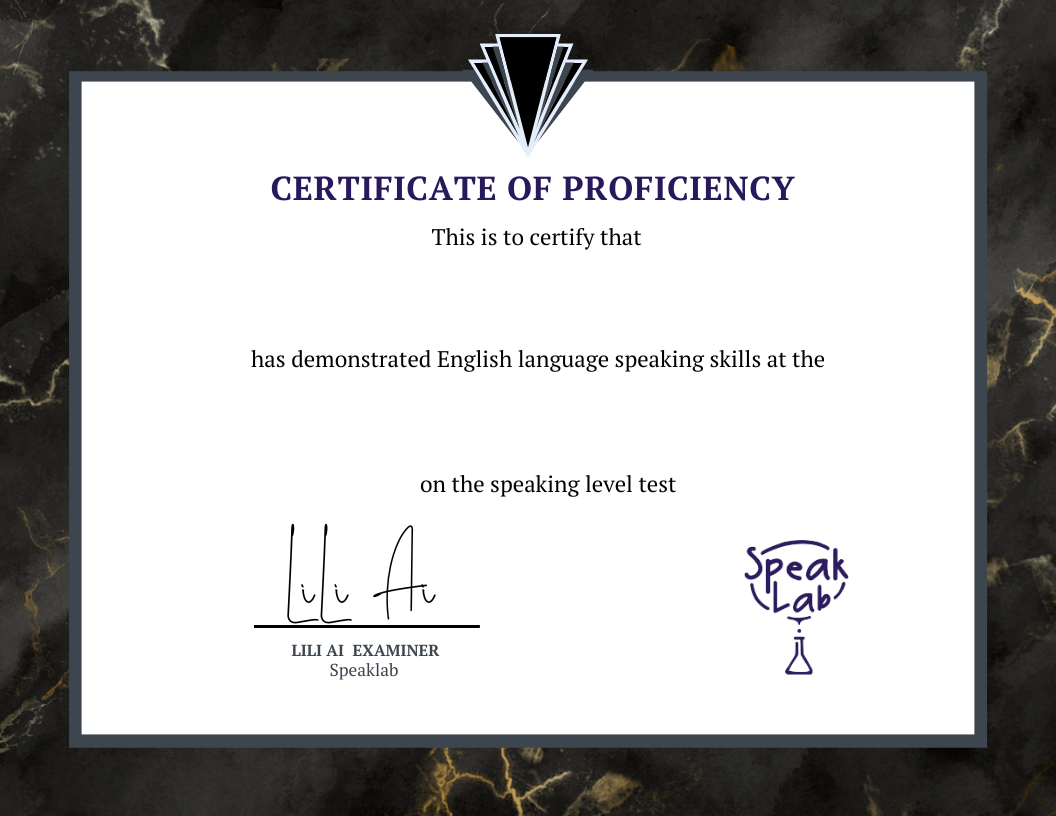 CERTIFICATE OF PROFICIENCY
This is to certify that
has demonstrated English language speaking skills at the
on the speaking level test
LiLi Ai
LILI AI  EXAMINER
Speaklab
Speak
Lab